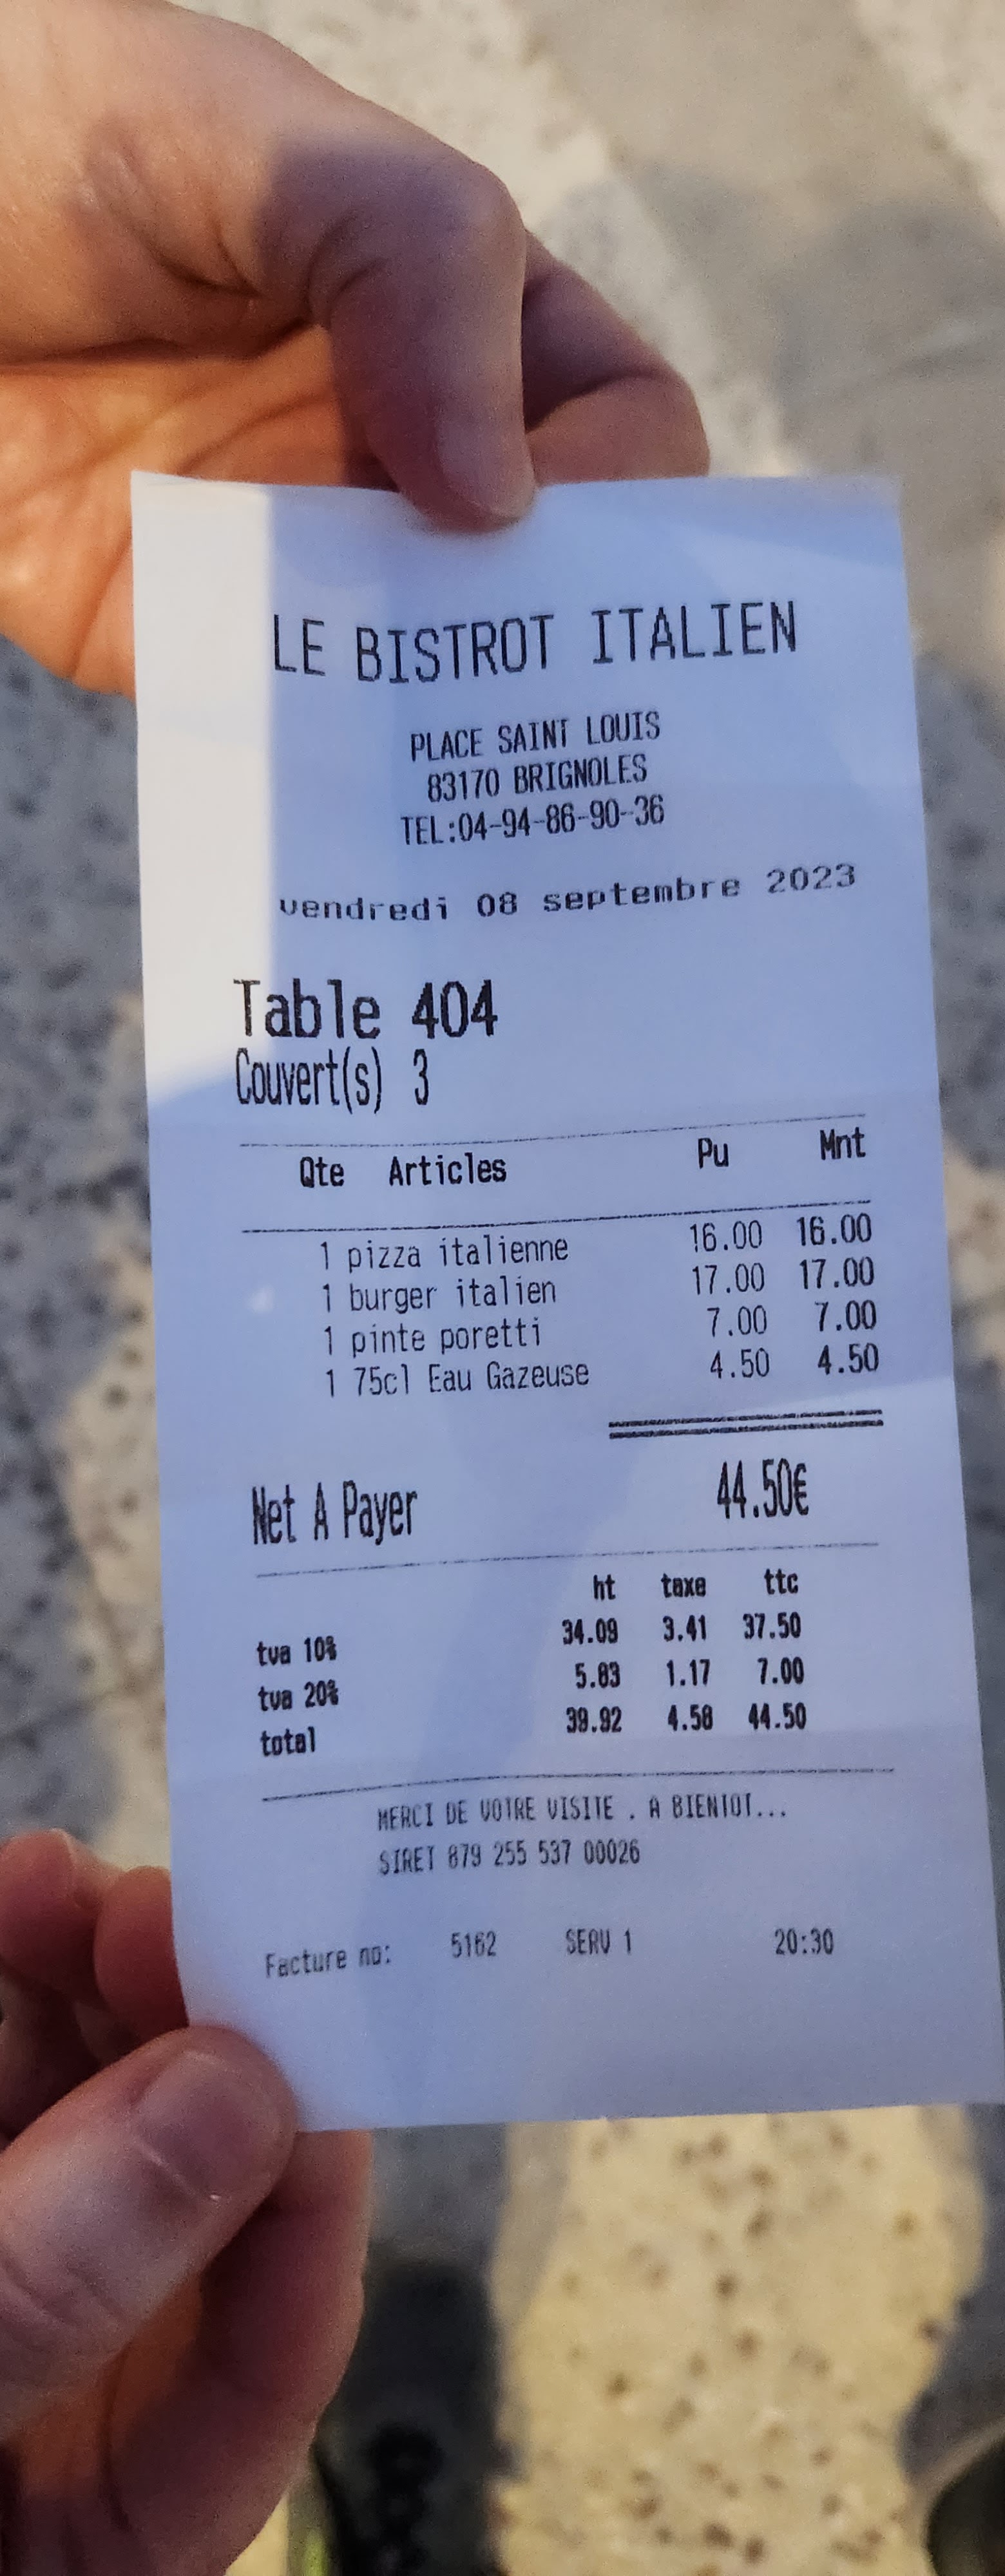 LE BISTROT ITALIEN
PLACE SAINT LOUIS
83170 BRIGNOLES
TEL:04-94-86-90-36
vendredi 08 septembre 2023
Table 404
Couvert(s) 3
Qte Articles Pu Mnt
1 pizza italienne 16.00 16.00
1 burger italien 17.00 17.00
1 pinte poretti 7.00 7.00
1 75cl Eau Gazeuse 4.50 4.50
Net A Payer 44.50€
ht taxe ttc
tva 10% 34.09 3.41 37.50
tva 20% 5.83 1.17 7.00
total 39.92 4.58 44.50
MERCI DE VOTRE VISITE . A BIENTOT...
SIRET 879 255 537 00026
Facture no: 5162 SERV 1 20:30